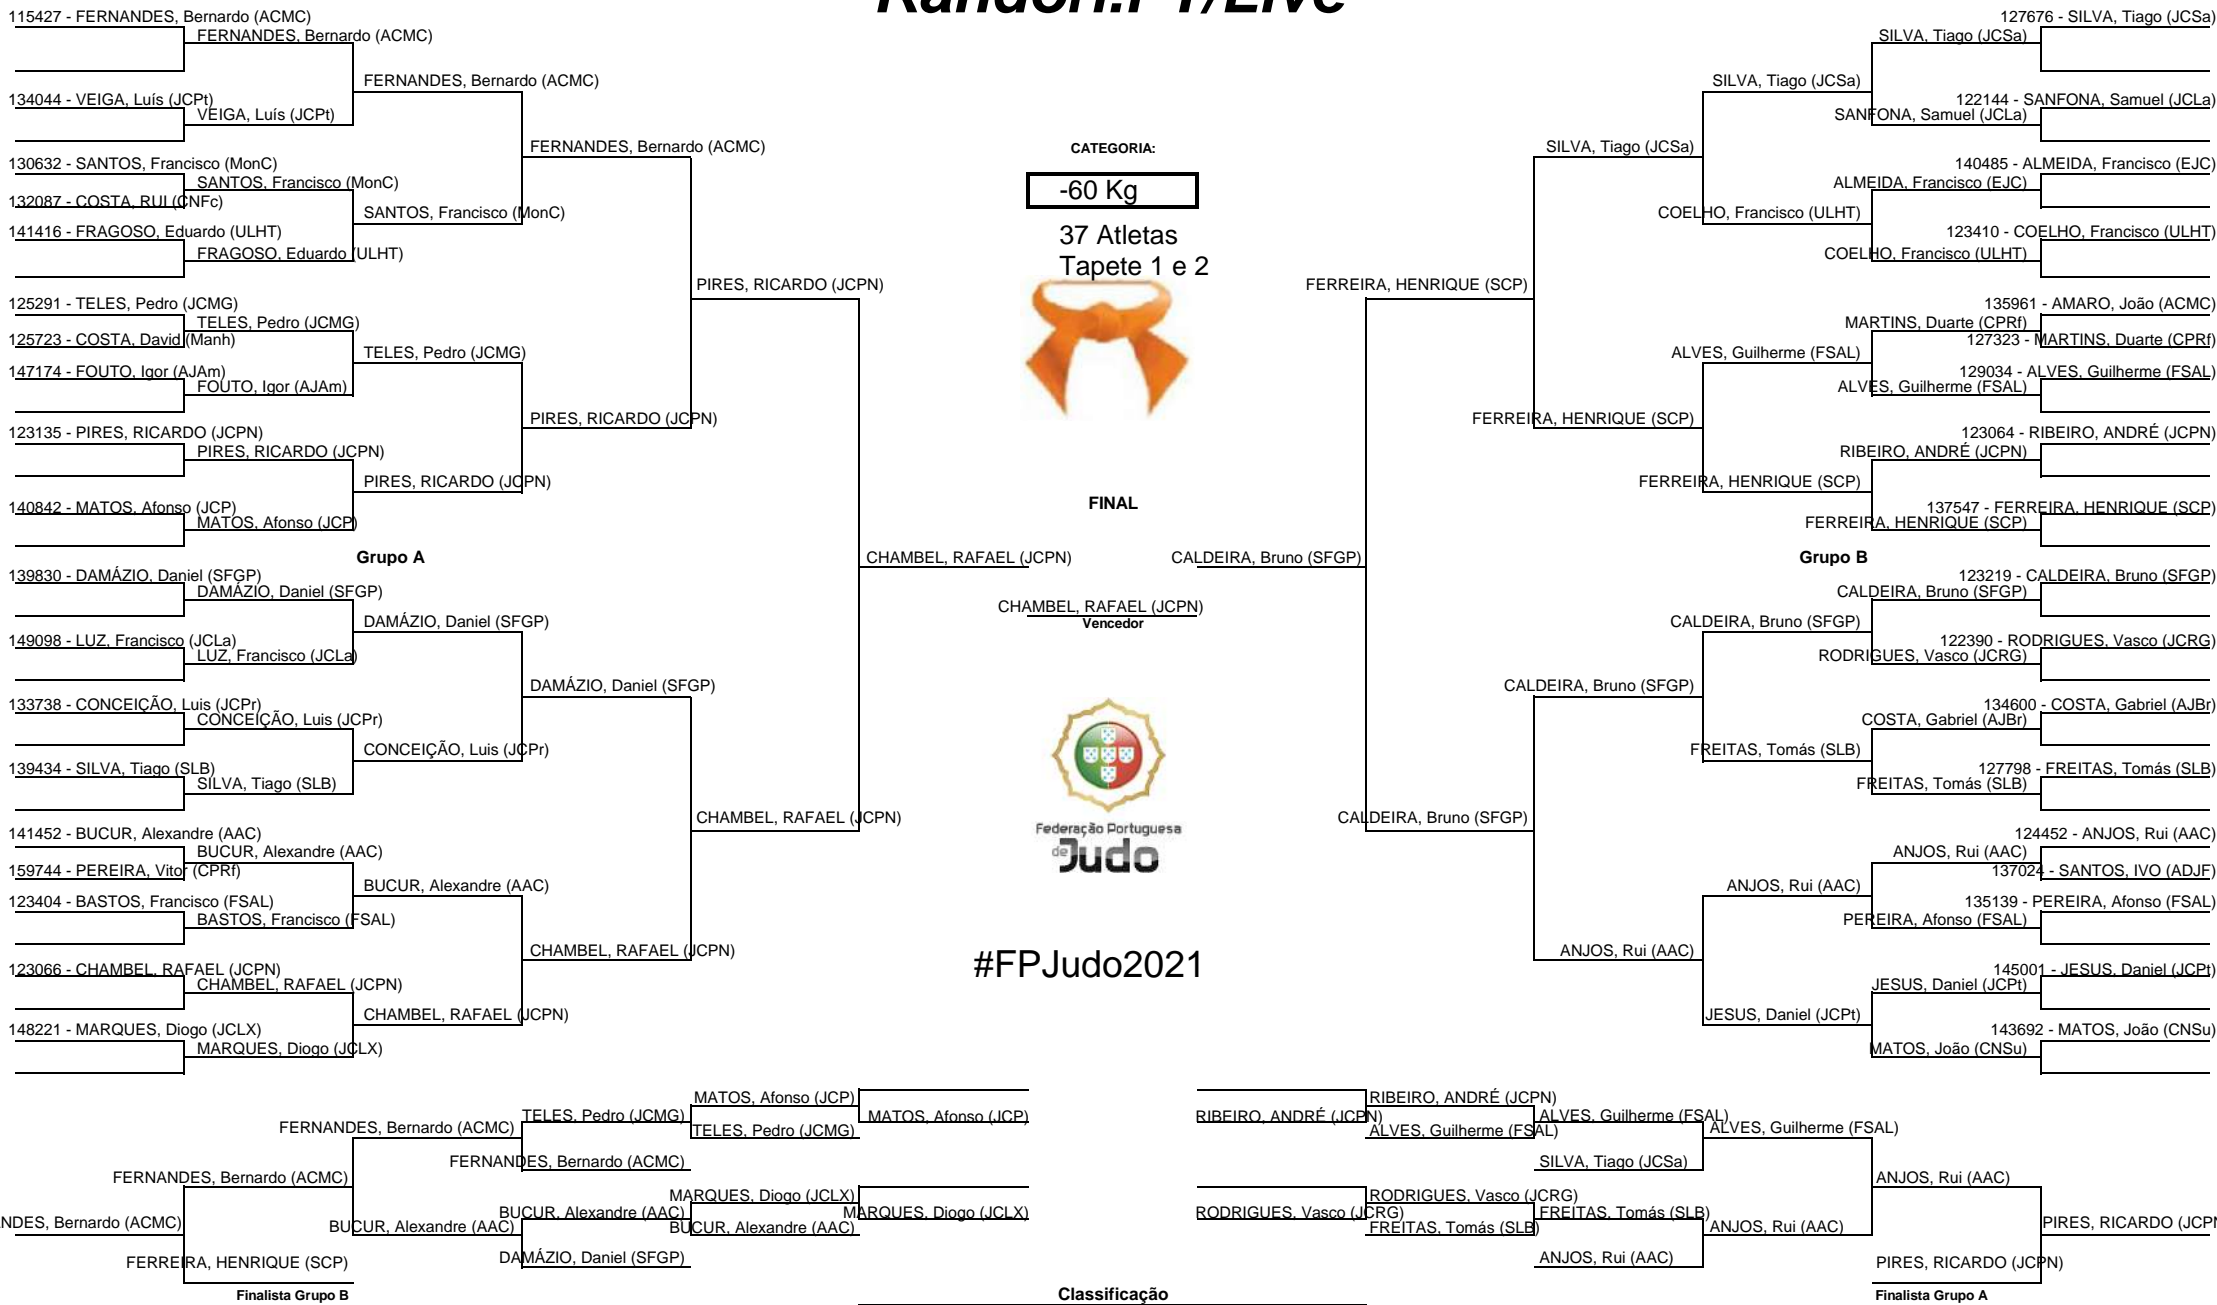 Randori.PT/Live
115427 - FERNANDES, Bernardo (ACMC)
FERNANDES, Bernardo (ACMC)
FERNANDES, Bernardo (ACMC)
134044 - VEIGA, Luís (JCPt)
VEIGA, Luís (JCPt)
FERNANDES, Bernardo (ACMC)
130632 - SANTOS, Francisco (MonC)
SANTOS, Francisco (MonC)
132087 - COSTA, RUI (CNFc)
SANTOS, Francisco (MonC)
141416 - FRAGOSO, Eduardo (ULHT)
FRAGOSO, Eduardo (ULHT)
PIRES, RICARDO (JCPN)
125291 - TELES, Pedro (JCMG)
TELES, Pedro (JCMG)
125723 - COSTA, David (Manh)
TELES, Pedro (JCMG)
147174 - FOUTO, Igor (AJAm)
FOUTO, Igor (AJAm)
PIRES, RICARDO (JCPN)
123135 - PIRES, RICARDO (JCPN)
PIRES, RICARDO (JCPN)
PIRES, RICARDO (JCPN)
140842 - MATOS, Afonso (JCP)
MATOS, Afonso (JCP)
Grupo A
CHAMBEL, RAFAEL (JCPN)
139830 - DAMÁZIO, Daniel (SFGP)
DAMÁZIO, Daniel (SFGP)
DAMÁZIO, Daniel (SFGP)
149098 - LUZ, Francisco (JCLa)
LUZ, Francisco (JCLa)
DAMÁZIO, Daniel (SFGP)
133738 - CONCEIÇÃO, Luis (JCPr)
CONCEIÇÃO, Luis (JCPr)
CONCEIÇÃO, Luis (JCPr)
139434 - SILVA, Tiago (SLB)
SILVA, Tiago (SLB)
CHAMBEL, RAFAEL (JCPN)
141452 - BUCUR, Alexandre (AAC)
BUCUR, Alexandre (AAC)
159744 - PEREIRA, Vitor (CPRf)
BUCUR, Alexandre (AAC)
123404 - BASTOS, Francisco (FSAL)
BASTOS, Francisco (FSAL)
CHAMBEL, RAFAEL (JCPN)
123066 - CHAMBEL, RAFAEL (JCPN)
CHAMBEL, RAFAEL (JCPN)
CHAMBEL, RAFAEL (JCPN)
148221 - MARQUES, Diogo (JCLX)
MARQUES, Diogo (JCLX)
CATEGORIA:
-60 Kg
37 Atletas
Tapete 1 e 2
FINAL
CHAMBEL, RAFAEL (JCPN)
Vencedor
Federação Portuguesa
de Judo
#FPJudo2021
127676 - SILVA, Tiago (JCSa)
SILVA, Tiago (JCSa)
SILVA, Tiago (JCSa)
122144 - SANFONA, Samuel (JCLa)
SANFONA, Samuel (JCLa)
SILVA, Tiago (JCSa)
140485 - ALMEIDA, Francisco (EJC)
ALMEIDA, Francisco (EJC)
COELHO, Francisco (ULHT)
123410 - COELHO, Francisco (ULHT)
COELHO, Francisco (ULHT)
FERREIRA, HENRIQUE (SCP)
135961 - AMARO, João (ACMC)
MARTINS, Duarte (CPRf)
127323 - MARTINS, Duarte (CPRf)
ALVES, Guilherme (FSAL)
129034 - ALVES, Guilherme (FSAL)
ALVES, Guilherme (FSAL)
FERREIRA, HENRIQUE (SCP)
123064 - RIBEIRO, ANDRÉ (JCPN)
RIBEIRO, ANDRÉ (JCPN)
FERREIRA, HENRIQUE (SCP)
137547 - FERREIRA, HENRIQUE (SCP)
FERREIRA, HENRIQUE (SCP)
CALDEIRA, Bruno (SFGP)
Grupo B
123219 - CALDEIRA, Bruno (SFGP)
CALDEIRA, Bruno (SFGP)
CALDEIRA, Bruno (SFGP)
122390 - RODRIGUES, Vasco (JCRG)
RODRIGUES, Vasco (JCRG)
CALDEIRA, Bruno (SFGP)
134600 - COSTA, Gabriel (AJBr)
COSTA, Gabriel (AJBr)
FREITAS, Tomás (SLB)
127798 - FREITAS, Tomás (SLB)
FREITAS, Tomás (SLB)
CALDEIRA, Bruno (SFGP)
124452 - ANJOS, Rui (AAC)
ANJOS, Rui (AAC)
137024 - SANTOS, IVO (ADJF)
ANJOS, Rui (AAC)
135139 - PEREIRA, Afonso (FSAL)
PEREIRA, Afonso (FSAL)
ANJOS, Rui (AAC)
145001 - JESUS, Daniel (JCPt)
JESUS, Daniel (JCPt)
JESUS, Daniel (JCPt)
143692 - MATOS, João (CNSu)
MATOS, João (CNSu)
MATOS, Afonso (JCP)
TELES, Pedro (JCMG)
MATOS, Afonso (JCP)
FERNANDES, Bernardo (ACMC)
TELES, Pedro (JCMG)
FERNANDES, Bernardo (ACMC)
FERNANDES, Bernardo (ACMC)
MARQUES, Diogo (JCLX)
BUCUR, Alexandre (AAC)
MARQUES, Diogo (JCLX)
NDES, Bernardo (ACMC)
BUCUR, Alexandre (AAC)
BUCUR, Alexandre (AAC)
FERREIRA, HENRIQUE (SCP)
DAMÁZIO, Daniel (SFGP)
Finalista Grupo B
RIBEIRO, ANDRÉ (JCPN)
RIBEIRO, ANDRÉ (JCPN)
ALVES, Guilherme (FSAL)
ALVES, Guilherme (FSAL)
ALVES, Guilherme (FSAL)
SILVA, Tiago (JCSa)
ANJOS, Rui (AAC)
RODRIGUES, Vasco (JCRG)
RODRIGUES, Vasco (JCRG)
FREITAS, Tomás (SLB)
FREITAS, Tomás (SLB)
ANJOS, Rui (AAC)
PIRES, RICARDO (JCP
ANJOS, Rui (AAC)
PIRES, RICARDO (JCPN)
Classificação
Finalista Grupo A